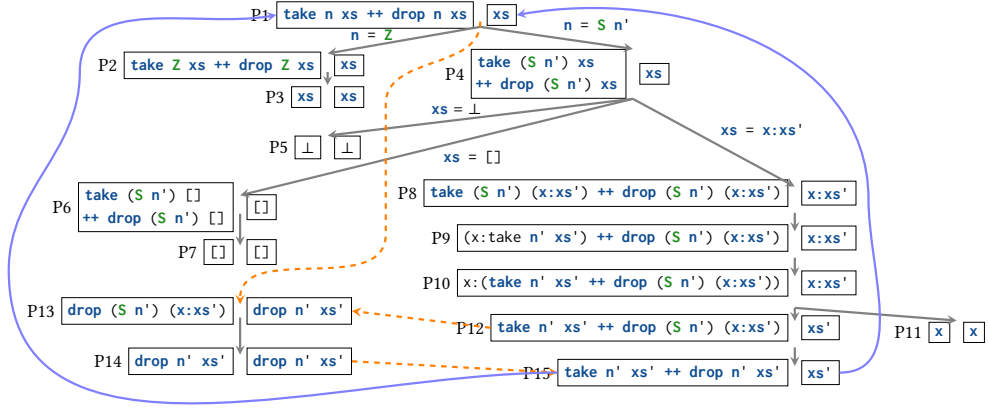 P1 take n xs ++ drop n xs xs
n = Z
n = S n'
P2 take Z xs ++ drop Z xs xs
P4 take (S n') xs
++ drop (S n') xs xs
P3 xs xs
xs = ⊥
xs = x:xs'
P5 ⊥ ⊥
xs = []
P6 take (S n') []
++ drop (S n') [] []
P8 take (S n') (x:xs') ++ drop (S n') (x:xs') x:xs'
P7 [] []
P9 (x:take n' xs') ++ drop (S n') (x:xs') x:xs'
P10 x:(take n' xs' ++ drop (S n') (x:xs')) x:xs'
P13 drop (S n') (x:xs') drop n' xs'
P12 take n' xs' ++ drop (S n') (x:xs') xs'
P11 x x
P14 drop n' xs' drop n' xs'
P15 take n' xs' ++ drop n' xs' xs'